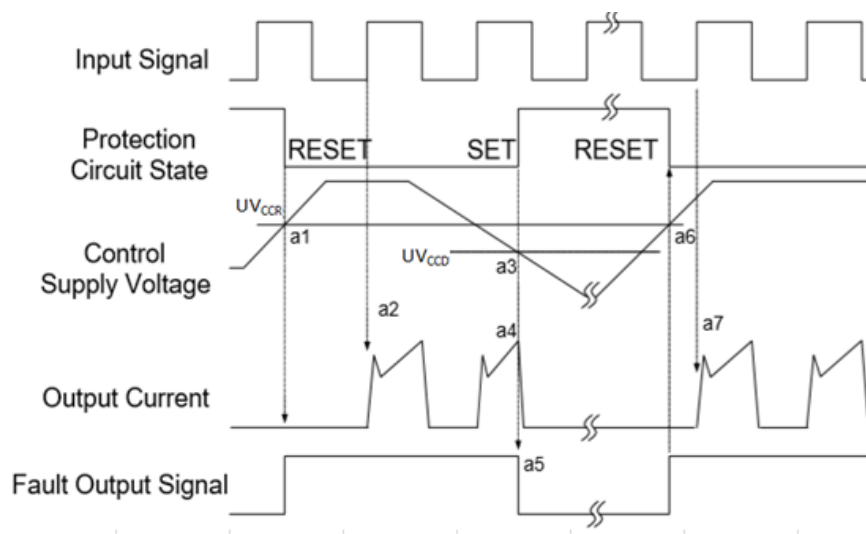 Input Signal
Protection
Circuit State
RESET
SET
RESET
UVCCR
a1
a6
Control
Supply Voltage
UVCCD
a3
a2
a4
a7
Output Current
a5
Fault Output Signal